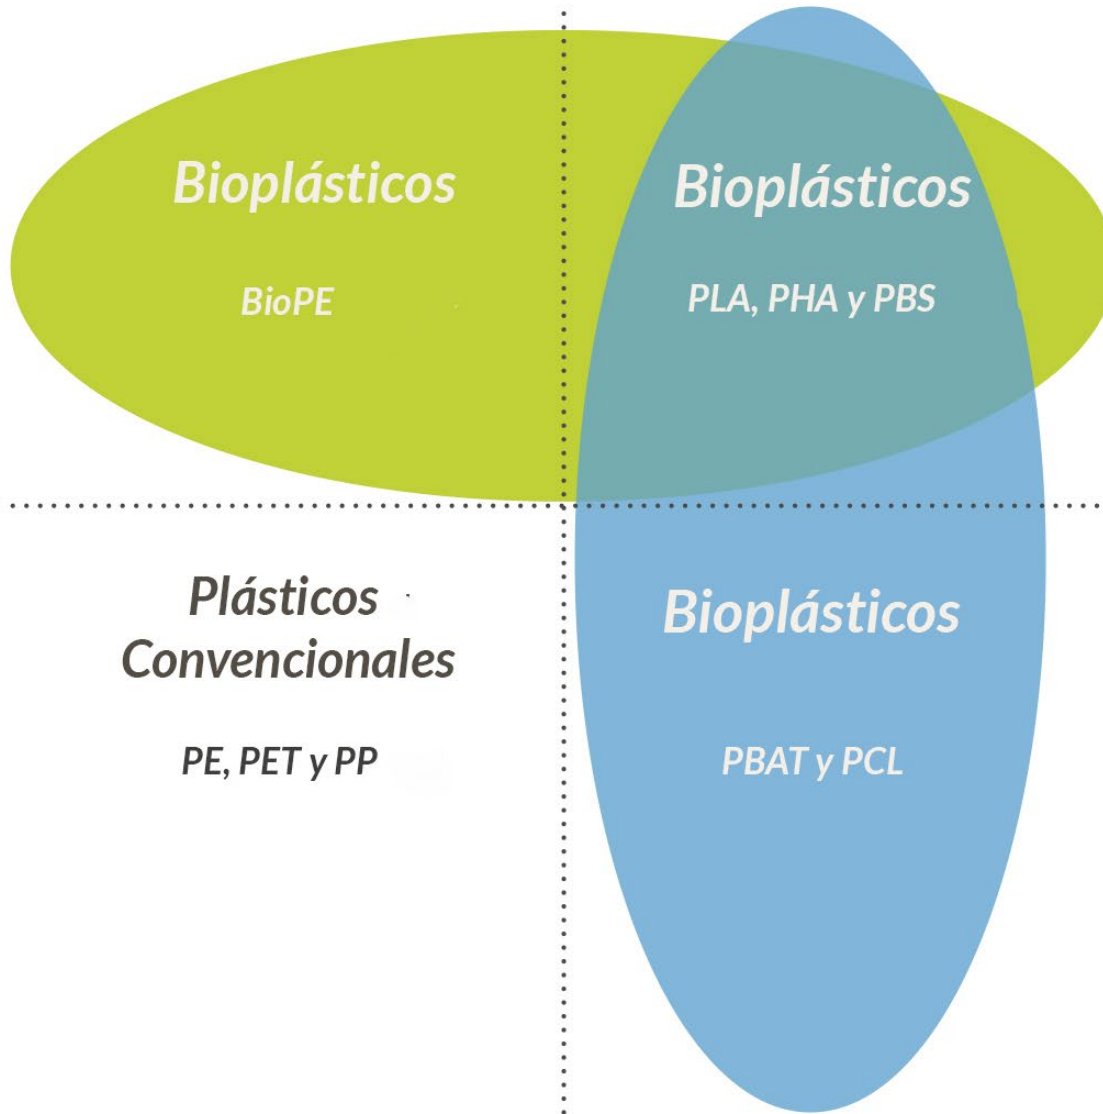 Bioplásticos
BioPE
Bioplásticos
PLA, PHA y PBS
Plásticos
Convencionales
PE, PET y PP
Bioplásticos
PBAT y PCL